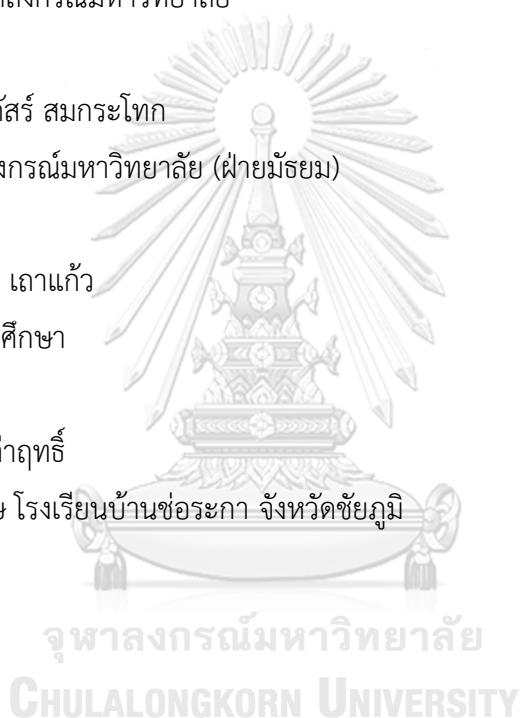 ลงกรณ์มหาวิทยาลัย
ัสร์ สมกระโทก
งกรณ์มหาวิทยาลัย (ฝ่ายมัธยม)
เถาแก้ว
ศึกษา
ำฤทธิ์
โรงเรียนบ้านช่อระกา จังหวัดชัยภูมิ
จุฬาลงกรณ์มหาวิทยาลัย
CHULALONGKORN UNIVERSITY